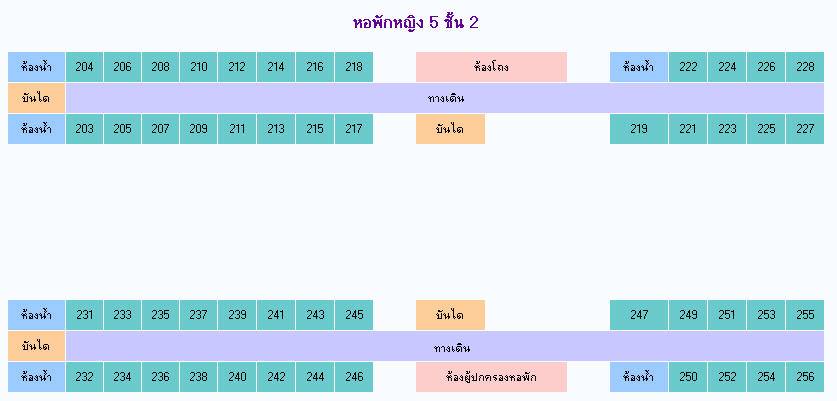 หอพักหญิง 5 ชั้น 2
ห้องน้ำ 204 206 208 210 212 214 216 218 ห้องโถง ห้องน้ำ 222 224 226 228
บันได ทางเดิน
ห้องน้ำ 203 205 207 209 211 213 215 217 บันได 219 221 223 225 227
ห้องน้ำ 231 233 235 237 239 241 243 245 บันได 247 249 251 253 255
บันได ทางเดิน
ห้องน้ำ 232 234 236 238 240 242 244 246 ห้องผู้ปกครองหอพัก ห้องน้ำ 250 252 254 256